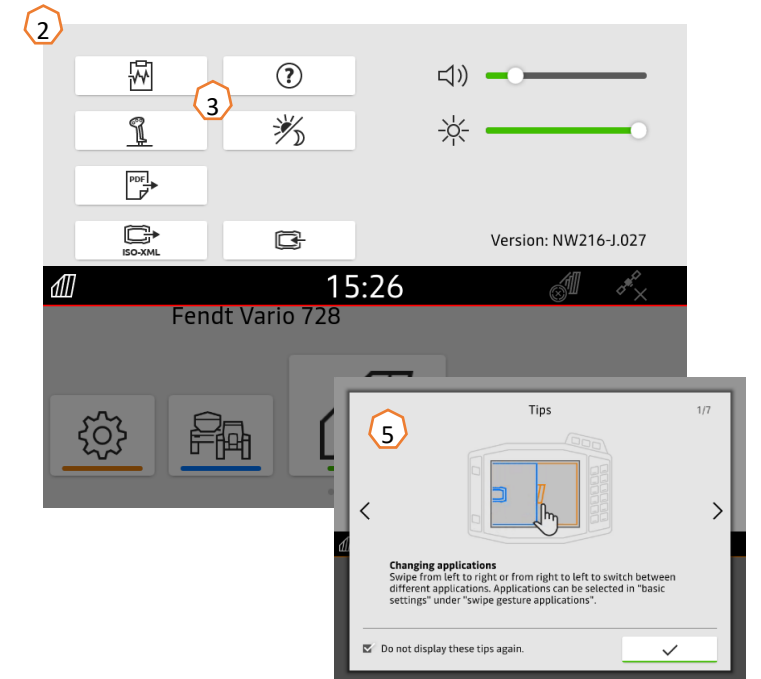 2
3
?
PDF
ISO-XML
Version: NW216-J.027
15:26
Fendt Vario 728
5
Tips
1/7
Changing applications
Swipe from left to right or from right to left to switch between
different applications. Applications can be selected in "basic
settings" under "swipe gesture applications".
Do not display these tips again.